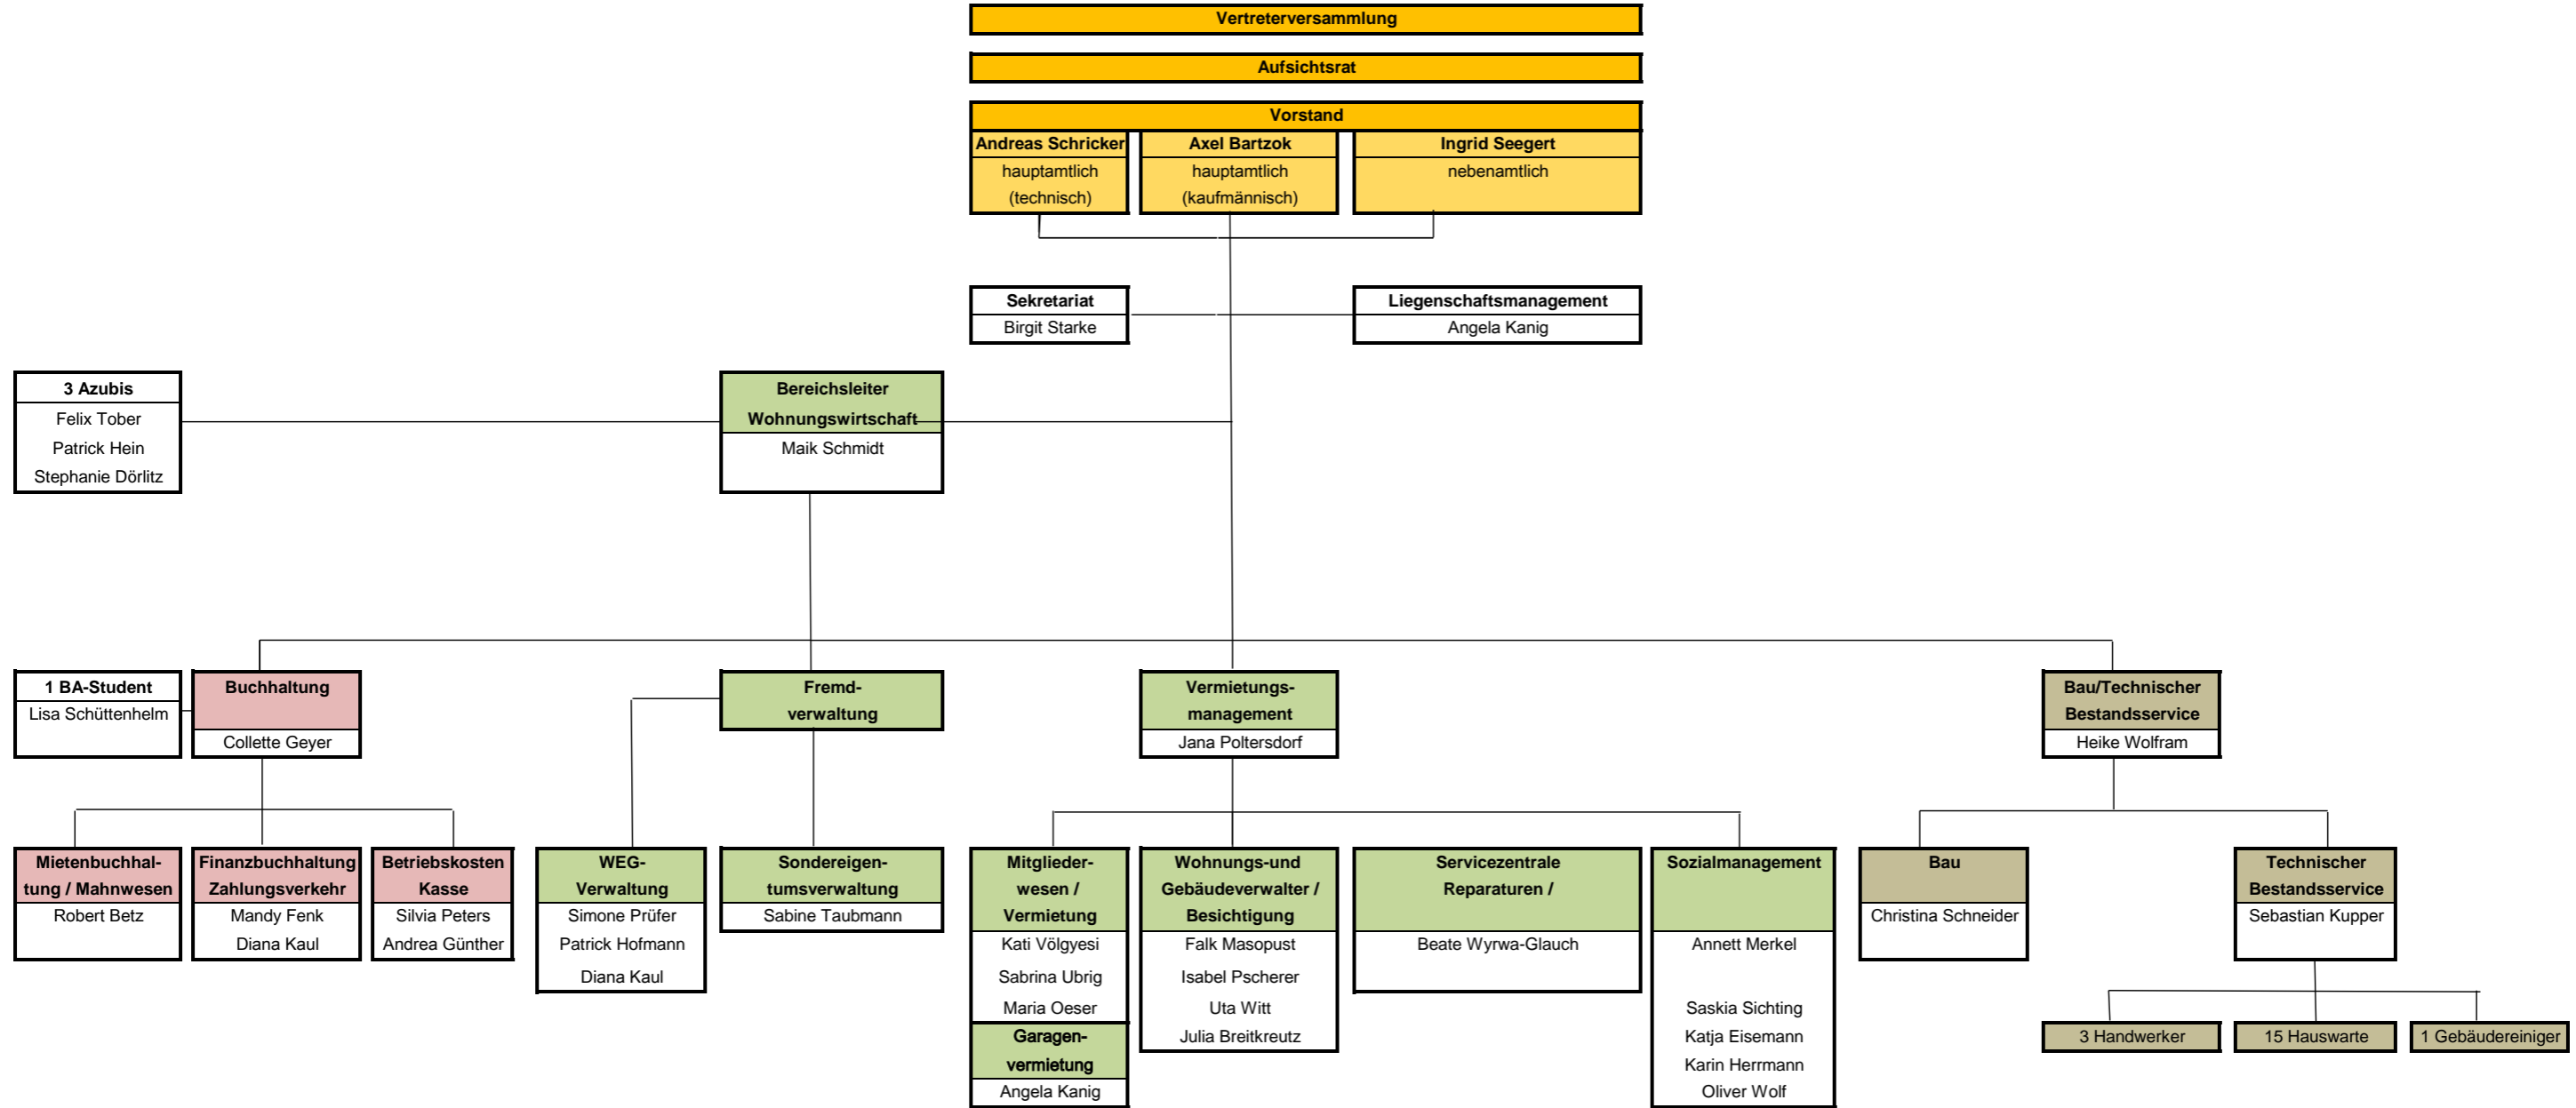 Vertreterversammlung
Aufsichtsrat
Vorstand
Andreas Schricker
hauptamtlich
(technisch)
Axel Bartzok
hauptamtlich
(kaufmännisch)
Ingrid Seegert
nebenamtlich
Sekretariat
Birgit Starke
Liegenschaftsmanagement
Angela Kanig
3 Azubis
Felix Tober
Patrick Hein
Stephanie Dörlitz
Bereichsleiter
Wohnungswirtschaft
Maik Schmidt
1 BA-Student
Lisa Schüttenhelm
Buchhaltung
Collette Geyer
Fremd-
verwaltung
Vermietungs-
management
Jana Poltersdorf
Bau/Technischer
Bestandsservice
Heike Wolfram
Mietenbuchhal-
tung / Mahnwesen
Robert Betz
Finanzbuchhaltung
Zahlungsverkehr
Mandy Fenk
Diana Kaul
Betriebskosten
Kasse
Silvia Peters
Andrea Günther
WEG-
Verwaltung
Simone Prüfer
Patrick Hofmann
Diana Kaul
Sondereigen-
tumsverwaltung
Sabine Taubmann
Mitglieder-
wesen /
Vermietung
Kati Völgyesi
Sabrina Ubrig
Maria Oeser
Garagen-
vermietung
Angela Kanig
Wohnungs-und
Gebäudeverwalter /
Besichtigung
Falk Masopust
Isabel Pscherer
Uta Witt
Julia Breitkreutz
Servicezentrale
Reparaturen /
Beate Wyrwa-Glauch
Sozialmanagement
Annett Merkel
Saskia Sichting
Katja Eisemann
Karin Herrmann
Oliver Wolf
Bau
Christina Schneider
Technischer
Bestandsservice
Sebastian Kupper
3 Handwerker
15 Hauswarte
1 Gebäudereiniger